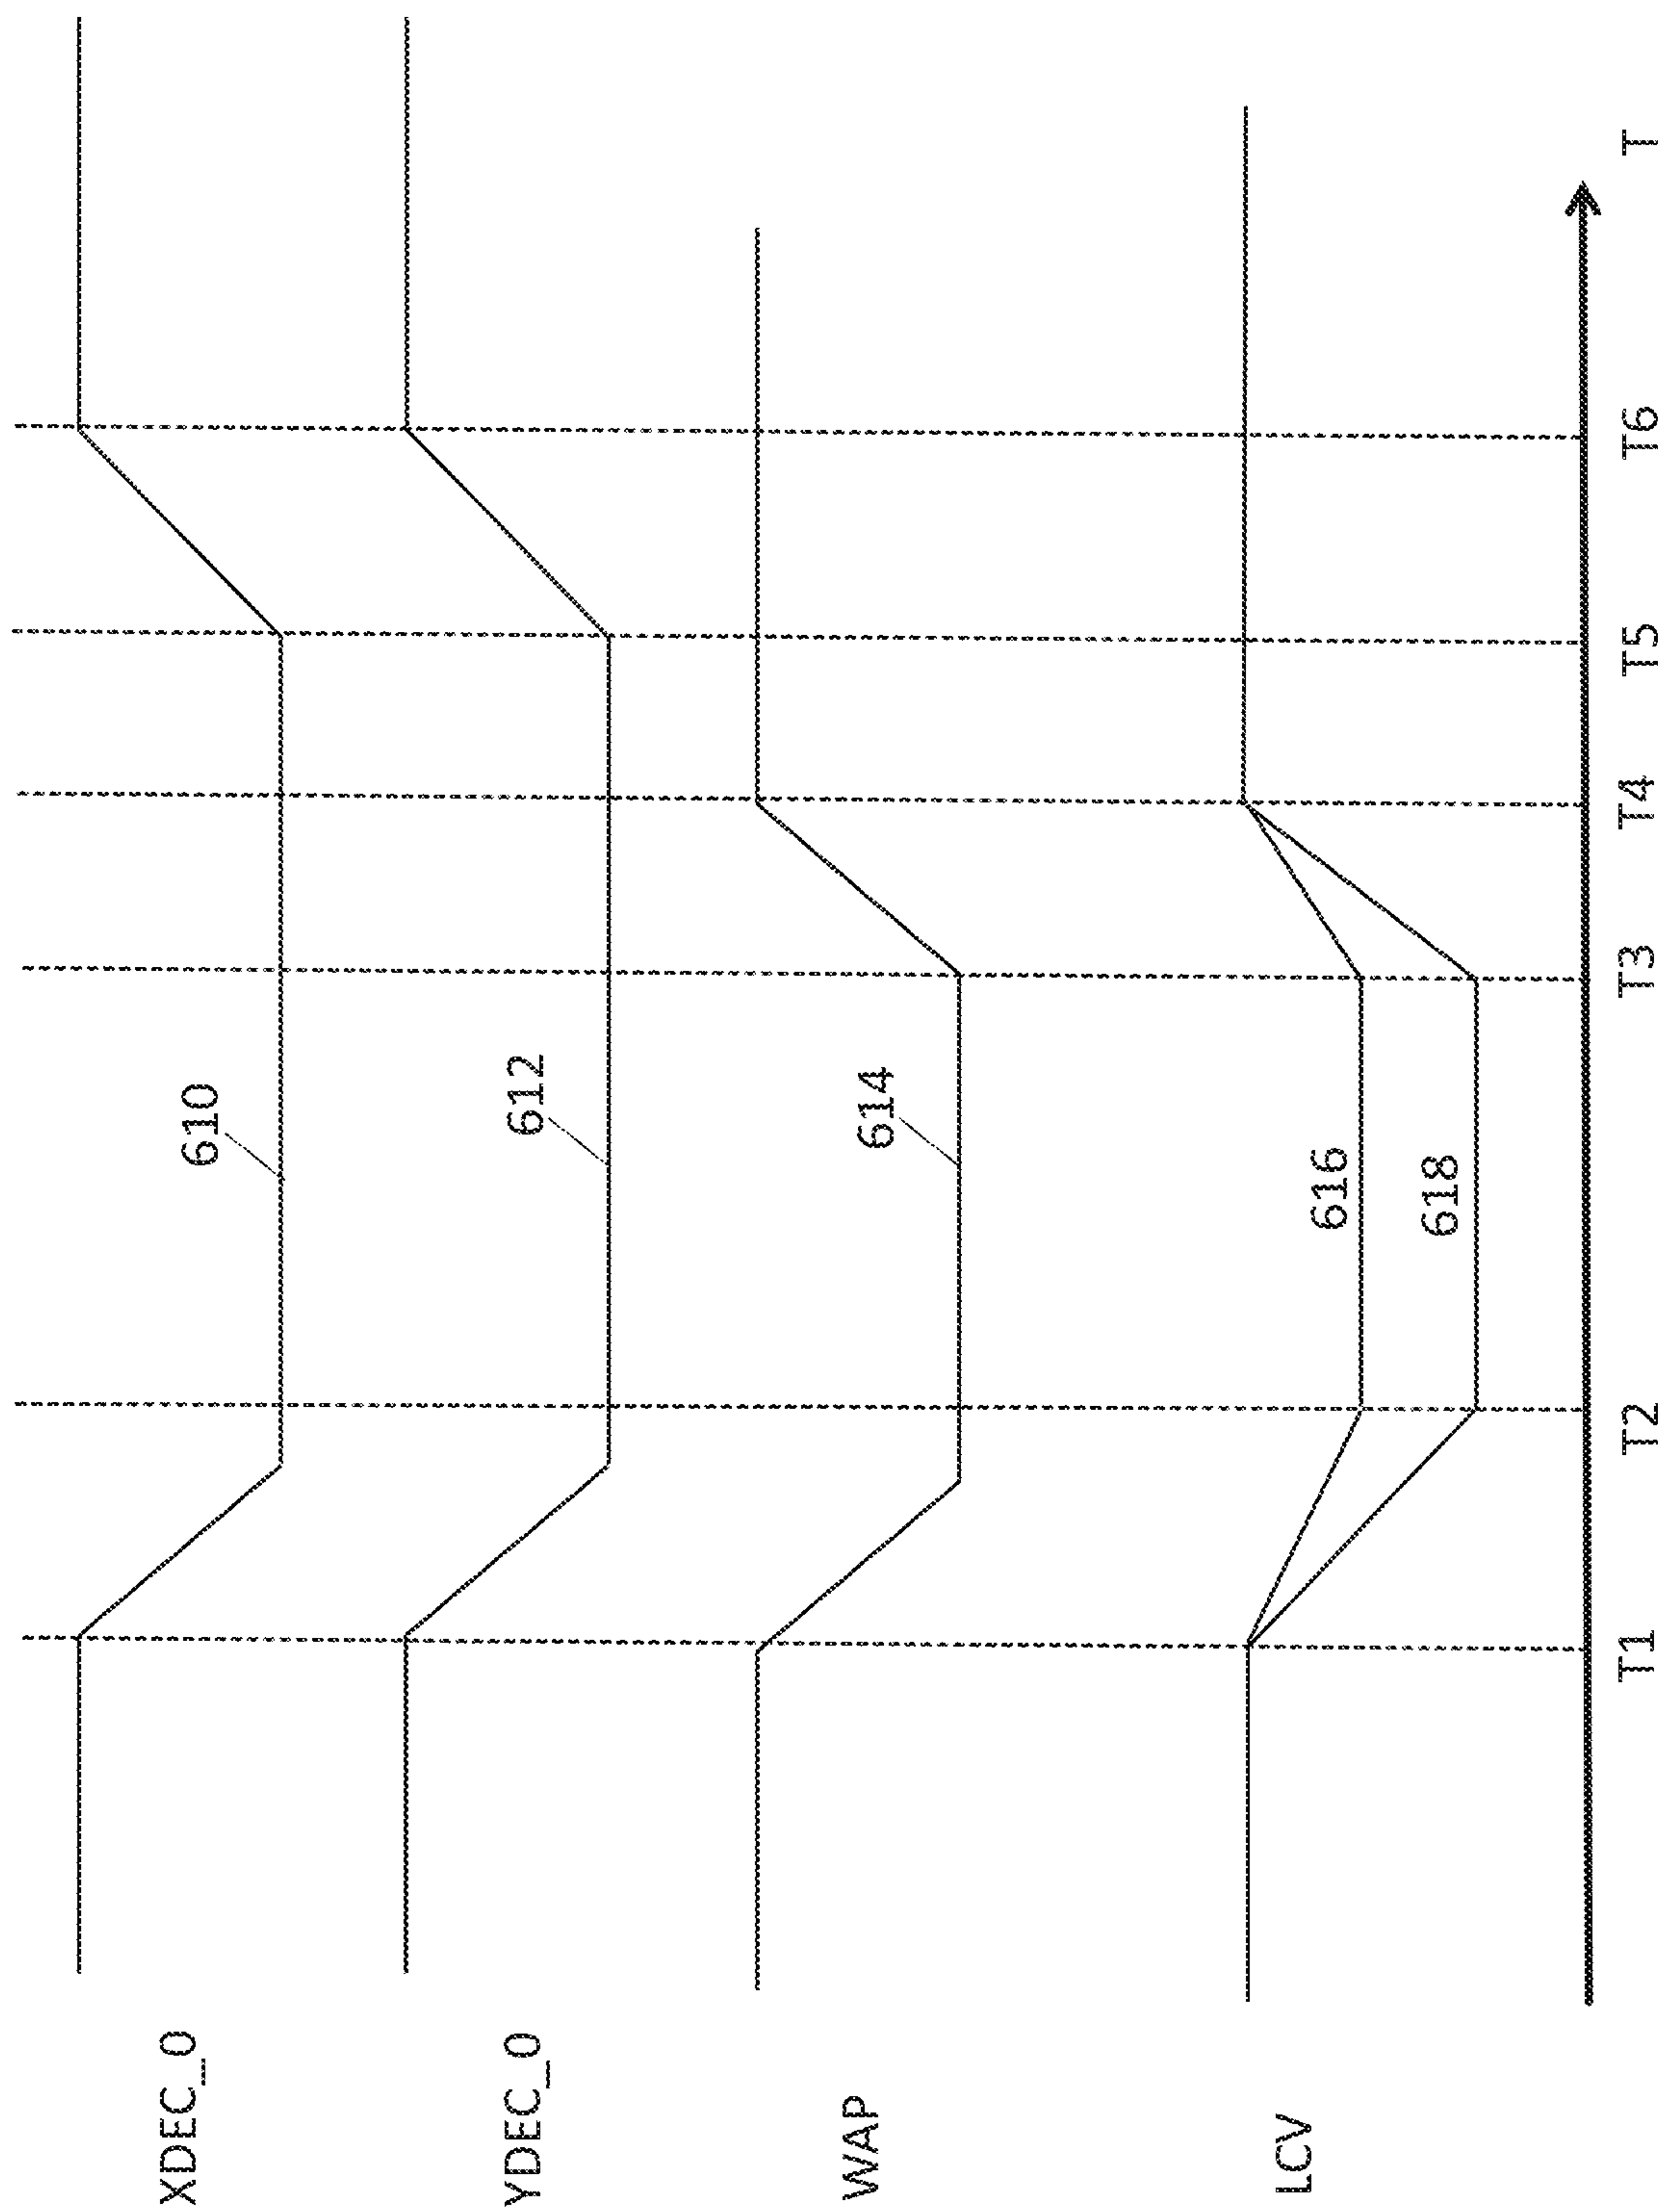 XDEC_0
610
YDEC_0
612
WAP
614
LCV
616
618
T1 T2 T3 T4 T5 T6 T